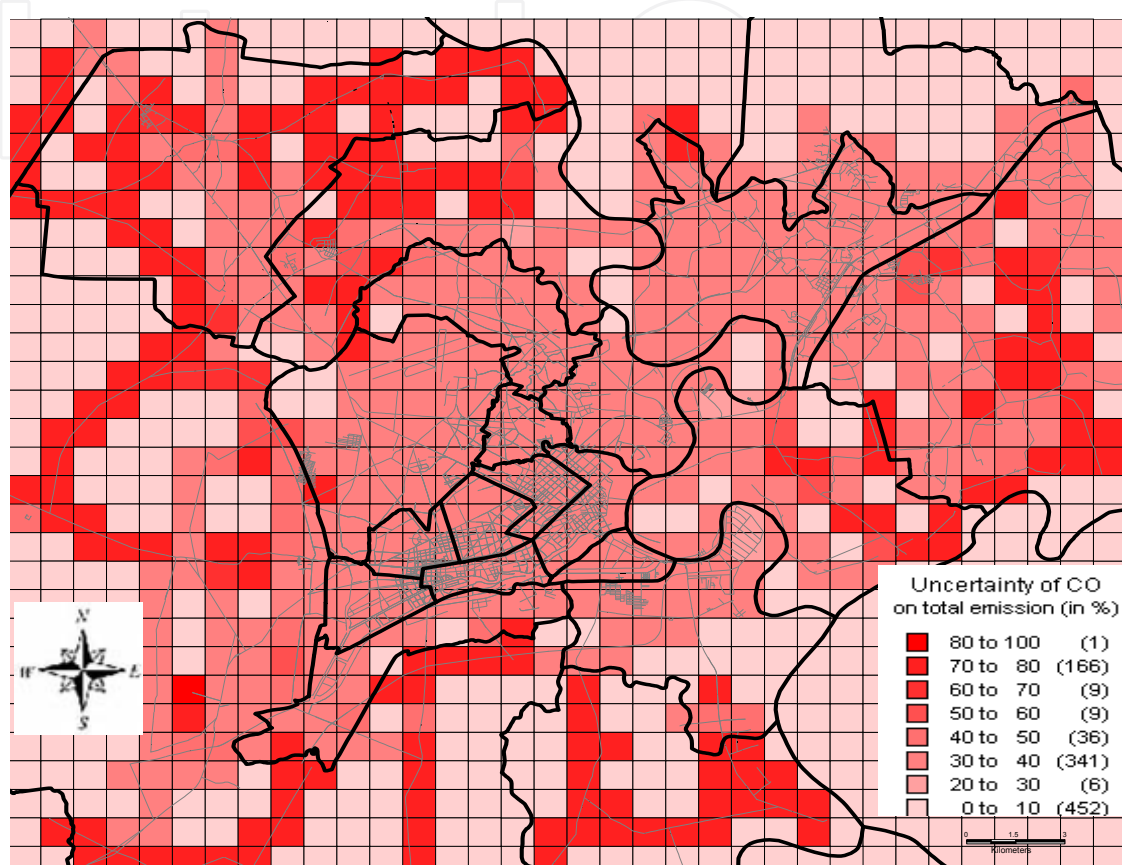 Uncertainty of CO
on total emission (in %)
80 to 100 (1)
70 to 80 (166)
60 to 70 (9)
50 to 60 (9)
40 to 50 (36)
30 to 40 (341)
20 to 30 (6)
0 to 10 (452)
N
W E
S
0 1.5 3
Kilometers